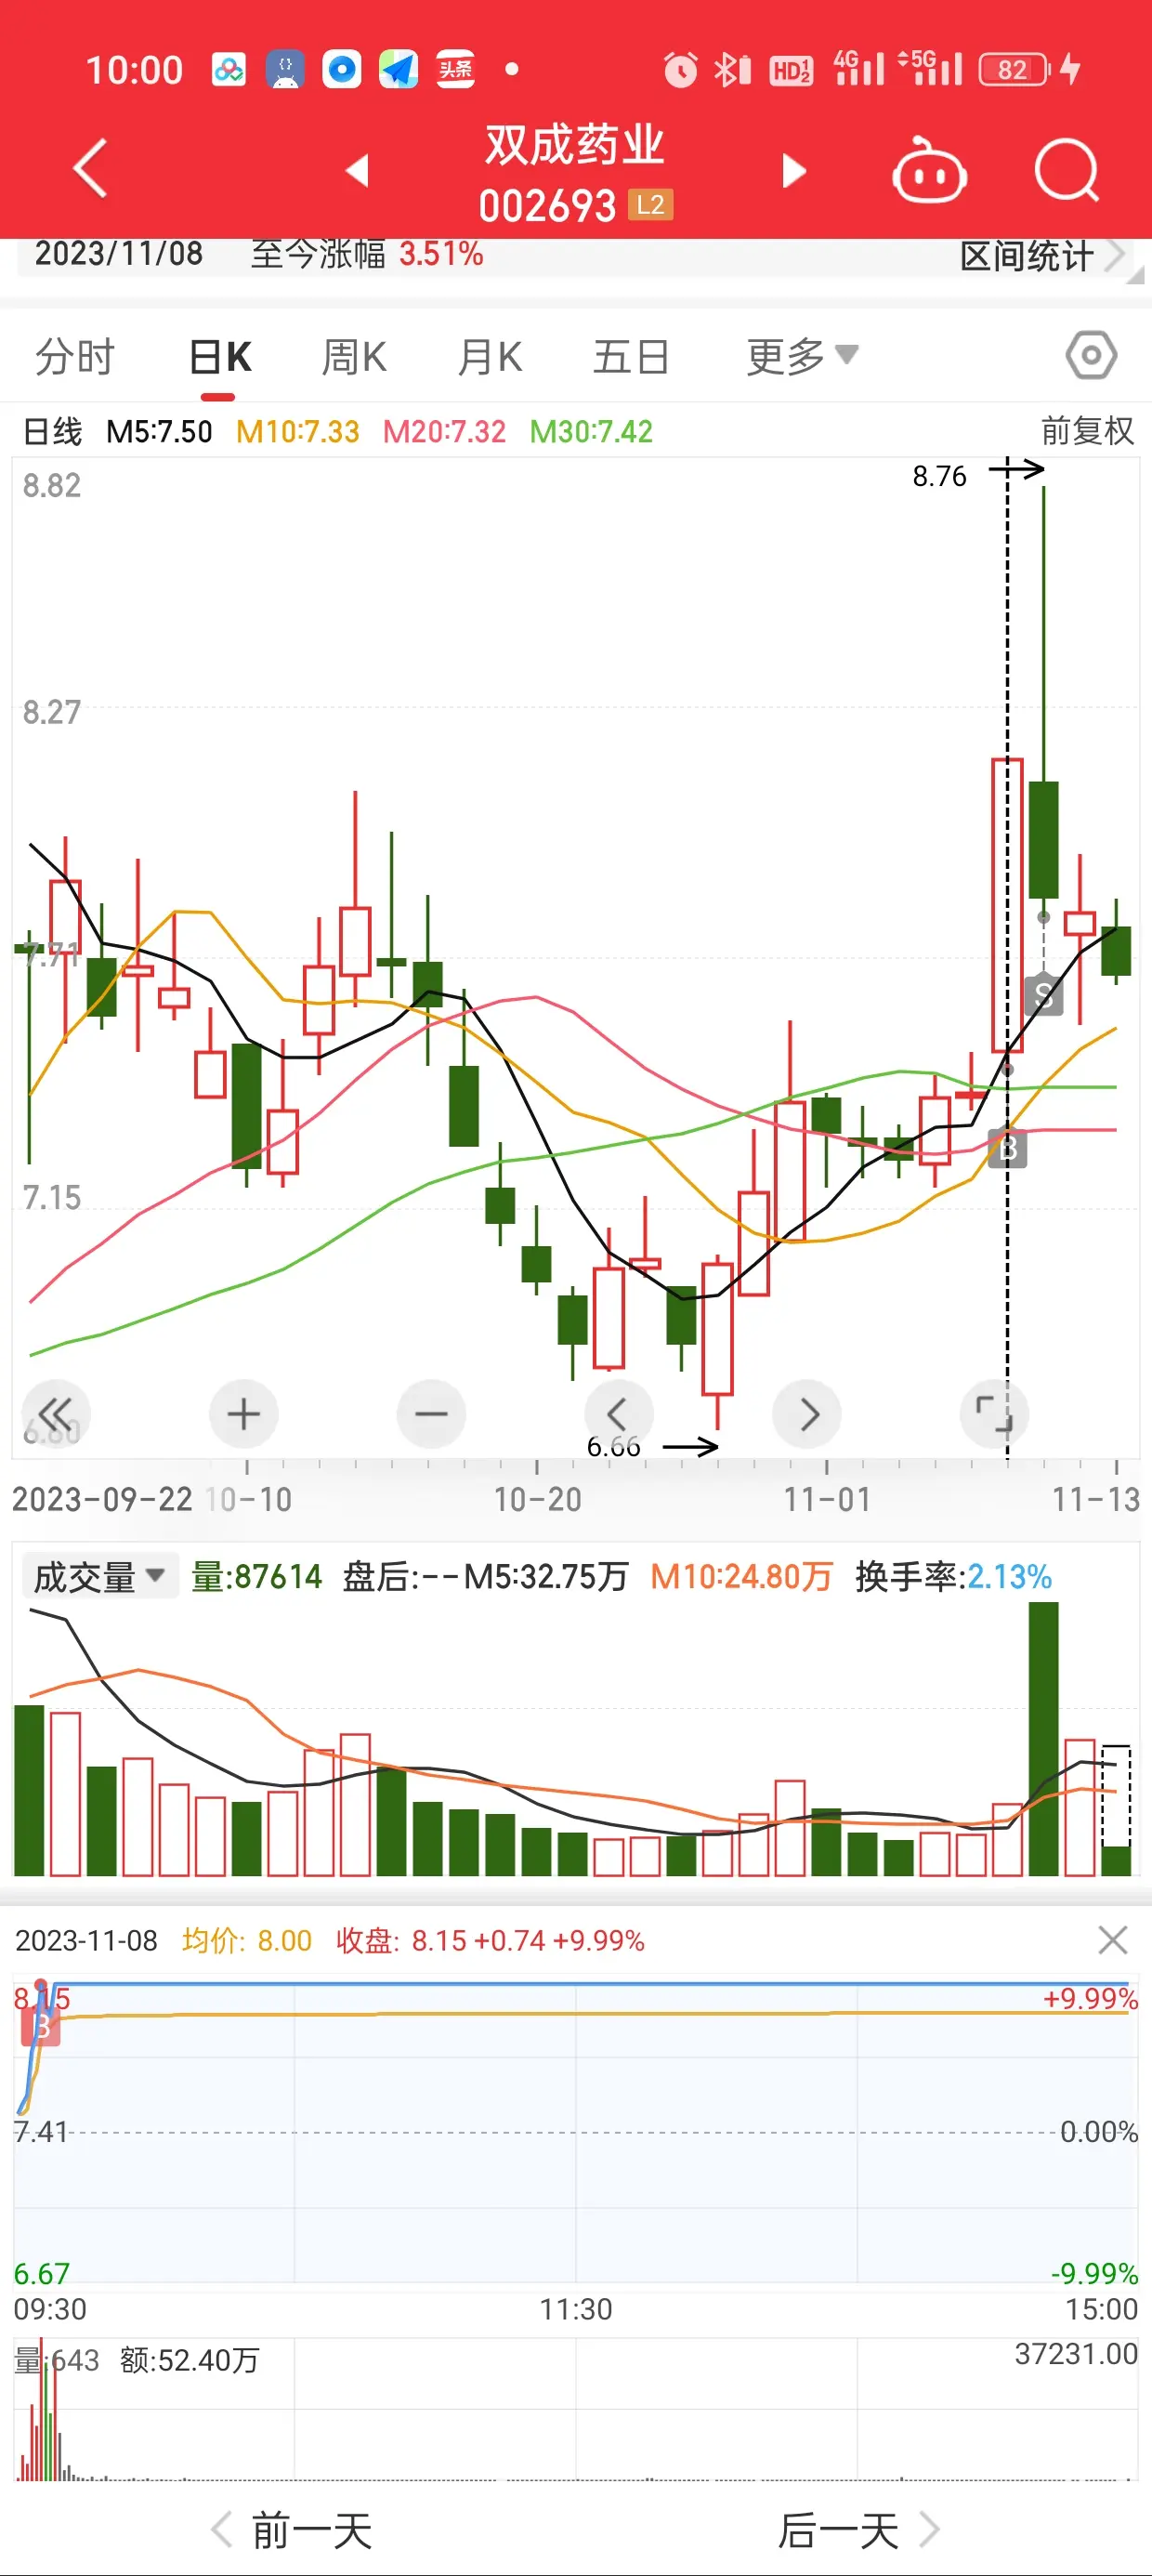 10:00 头条 HD12 4G 5G 82
双成药业
002693 L2
2023/11/08 至今涨幅 3.51% 区间统计
分时 日K 周K 月K 五日 更多
日线 M5:7.50 M10:7.33 M20:7.32 M30:7.42 前复权
8.82
8.76
8.27
7.71
S
7.15
B
6.60
6.66
2023-09-22 10-10 10-20 11-01 11-13
成交量 量:87614 盘后:-- M5:32.75万 M10:24.80万 换手率:2.13%
2023-11-08 均价: 8.00 收盘: 8.15 +0.74 +9.99%
8.15 +9.99%
B
7.41 0.00%
6.67 -9.99%
09:30 11:30 15:00
量:643 额:52.40万 37231.00
前一天 后一天